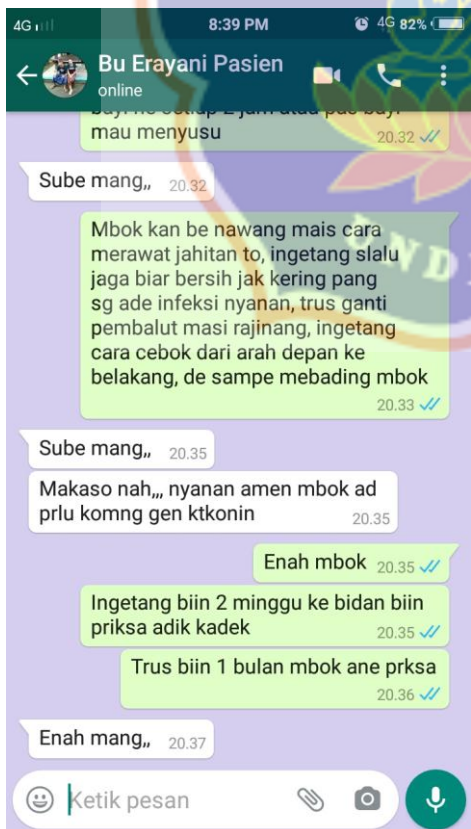 4G
8:39 PM
4G 82%
Bu Erayani Pasien
online
mau menyusu
20.32
Sube mang,, 20.32
Mbok kan be nawang mais cara
merawat jahitan to, ingetang slalu
jaga biar bersih jak kering pang
sg ade infeksi nyanan, trus ganti
pembalut masi rajinang, ingetang
cara cebok dari arah depan ke
belakang, de sampe mebading mbok
20.33
Sube mang,, 20.35
Makaso nah,,, nyanan amen mbok ad
prlu komng gen ktkonin
20.35
Enah mbok 20.35
Ingetang biin 2 minggu ke bidan biin
priksa adik kadek
20.35
Trus biin 1 bulan mbok ane prksa
20.36
Enah mang,, 20.37
Ketik pesan
UND